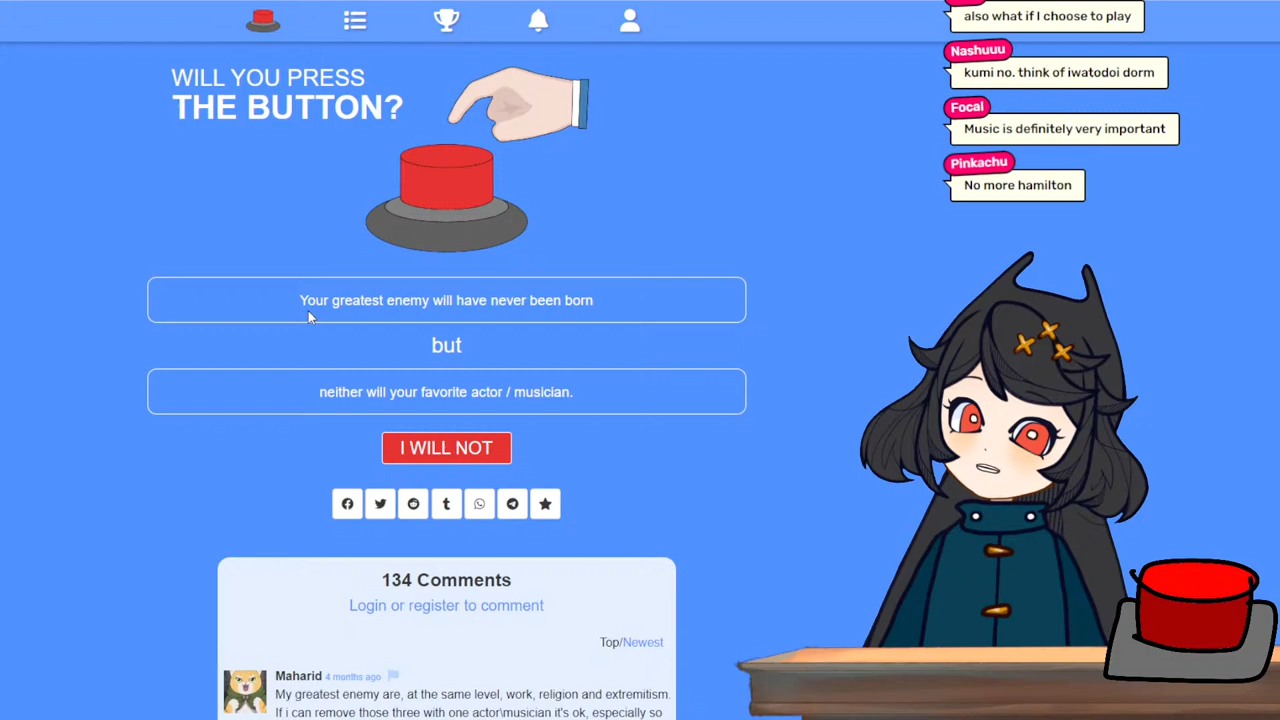 WILL YOU PRESS
THE BUTTON?
Your greatest enemy will have never been born
but
neither will your favorite actor / musician.
I WILL NOT
134 Comments
Login or register to comment
Top/Newest
Maharid 4 months ago
My greatest enemy are, at the same level, work, religion and extremitism.
If i can remove those three with one actor\musician it's ok, especially so
also what if I choose to play
Nashuuu
kumi no. think of iwatodoi dorm
Focal
Music is definitely very important
Pinkachu
No more hamilton